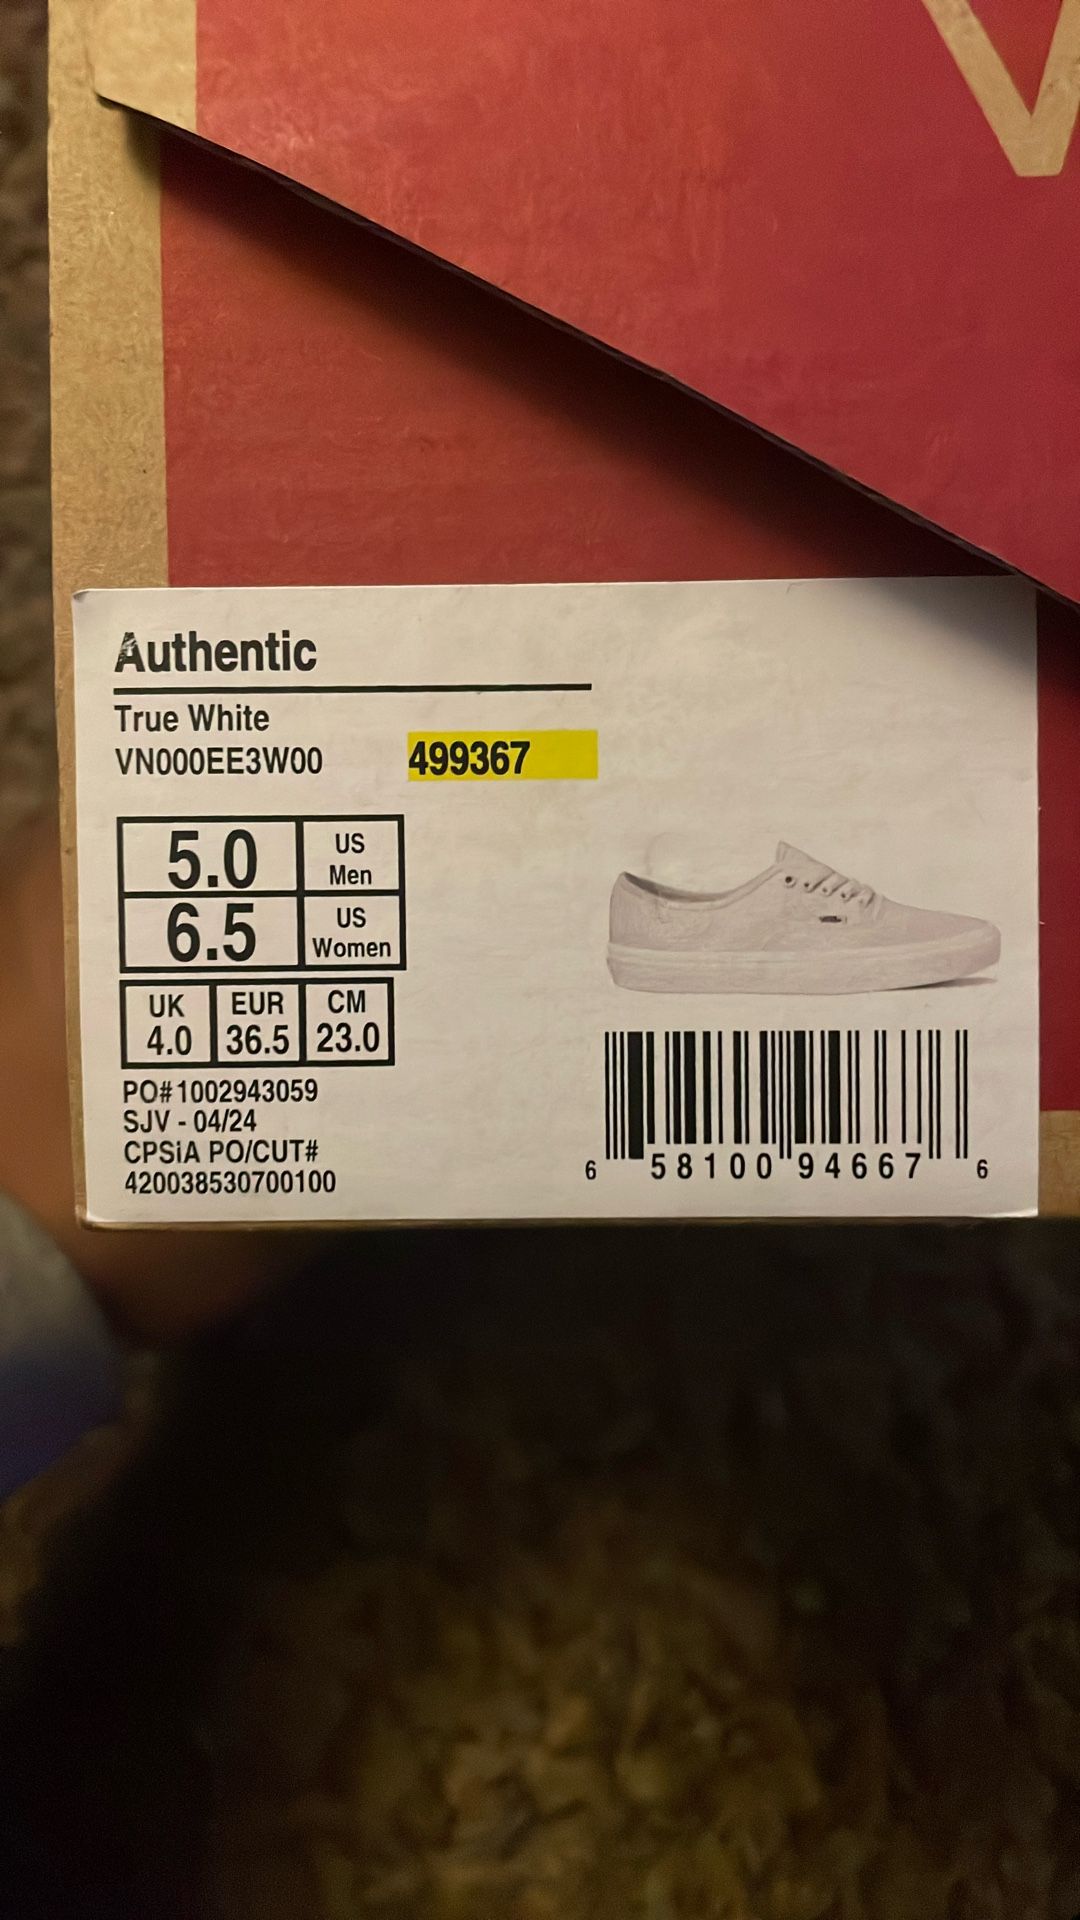 V
Authentic
True White
VN000EE3W00 499367
5.0 US Men
6.5 US Women
UK EUR CM
4.0 36.5 23.0
PO#1002943059
SJV - 04/24
CPSiA PO/CUT#
420038530700100
6 58100 94667 6